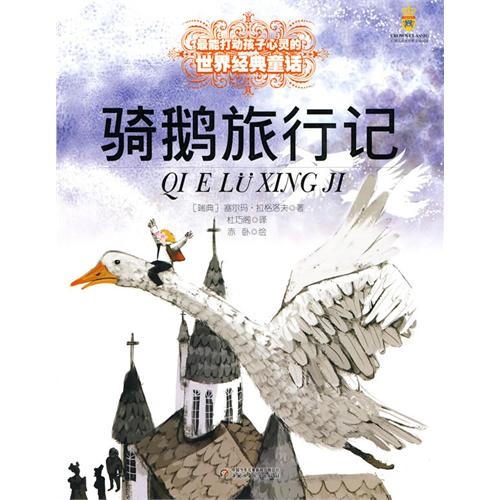 最能打动孩子心灵的
世界经典童话
CROWN CLASSIC
骑鹅旅行记
QI E LÜ XING JI
[瑞典] 塞尔玛·拉格洛夫 著
杜巧阁 译
赤卧 绘